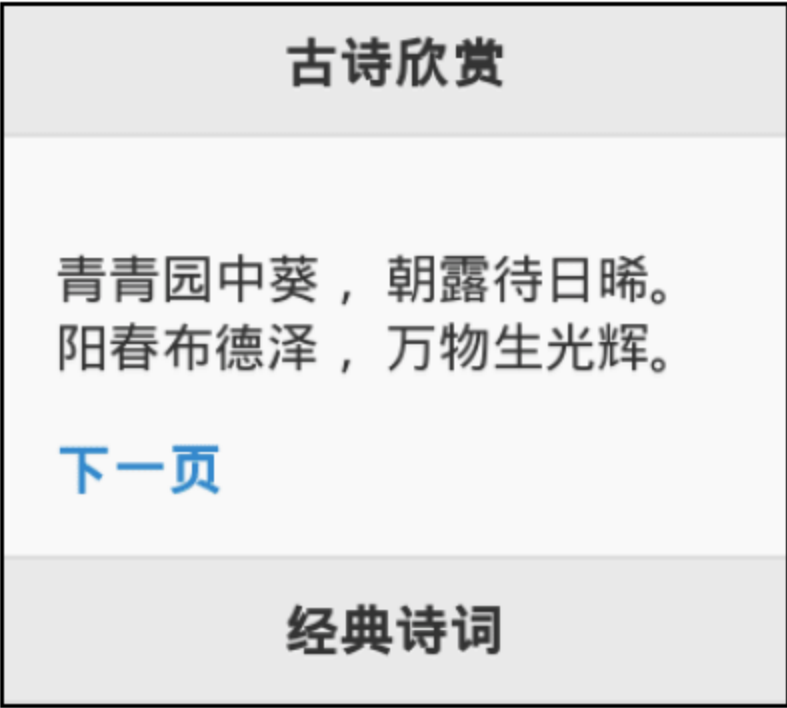 古诗欣赏
青青园中葵，朝露待日晞。
阳春布德泽，万物生光辉。
下一页
经典诗词